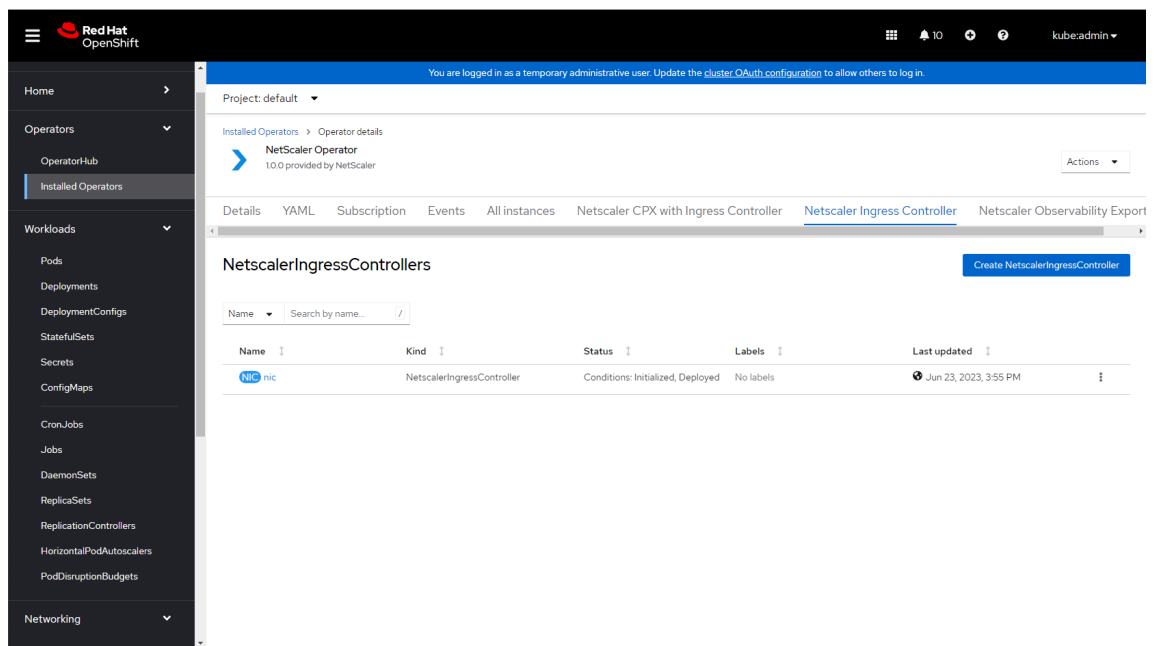 Red Hat
OpenShift
10
kube:admin
You are logged in as a temporary administrative user. Update the cluster OAuth configuration to allow others to log in.
Home
Operators
OperatorHub
Installed Operators
Workloads
Pods
Deployments
DeploymentConfigs
StatefulSets
Secrets
ConfigMaps
CronJobs
Jobs
DaemonSets
ReplicaSets
ReplicationControllers
HorizontalPodAutoscalers
PodDisruptionBudgets
Networking
Project: default
Installed Operators > Operator details
NetScaler Operator
1.0.0 provided by NetScaler
Actions
Details YAML Subscription Events All instances Netscaler CPX with Ingress Controller Netscaler Ingress Controller Netscaler Observability Export
NetscalerIngressControllers
Create NetscalerIngressController
Name Search by name... /
Name Kind Status Labels Last updated
NIC nic NetscalerIngressController Conditions: Initialized, Deployed No labels Jun 23, 2023, 3:55 PM